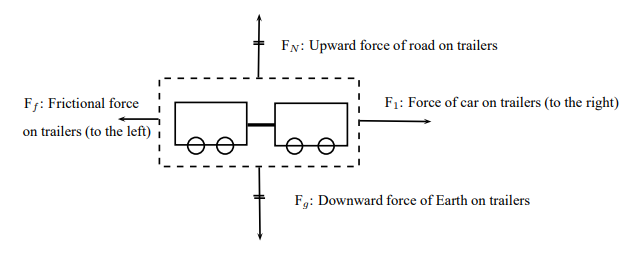 F_N: Upward force of road on trailers
F_f: Frictional force
on trailers (to the left)
F_1: Force of car on trailers (to the right)
F_g: Downward force of Earth on trailers